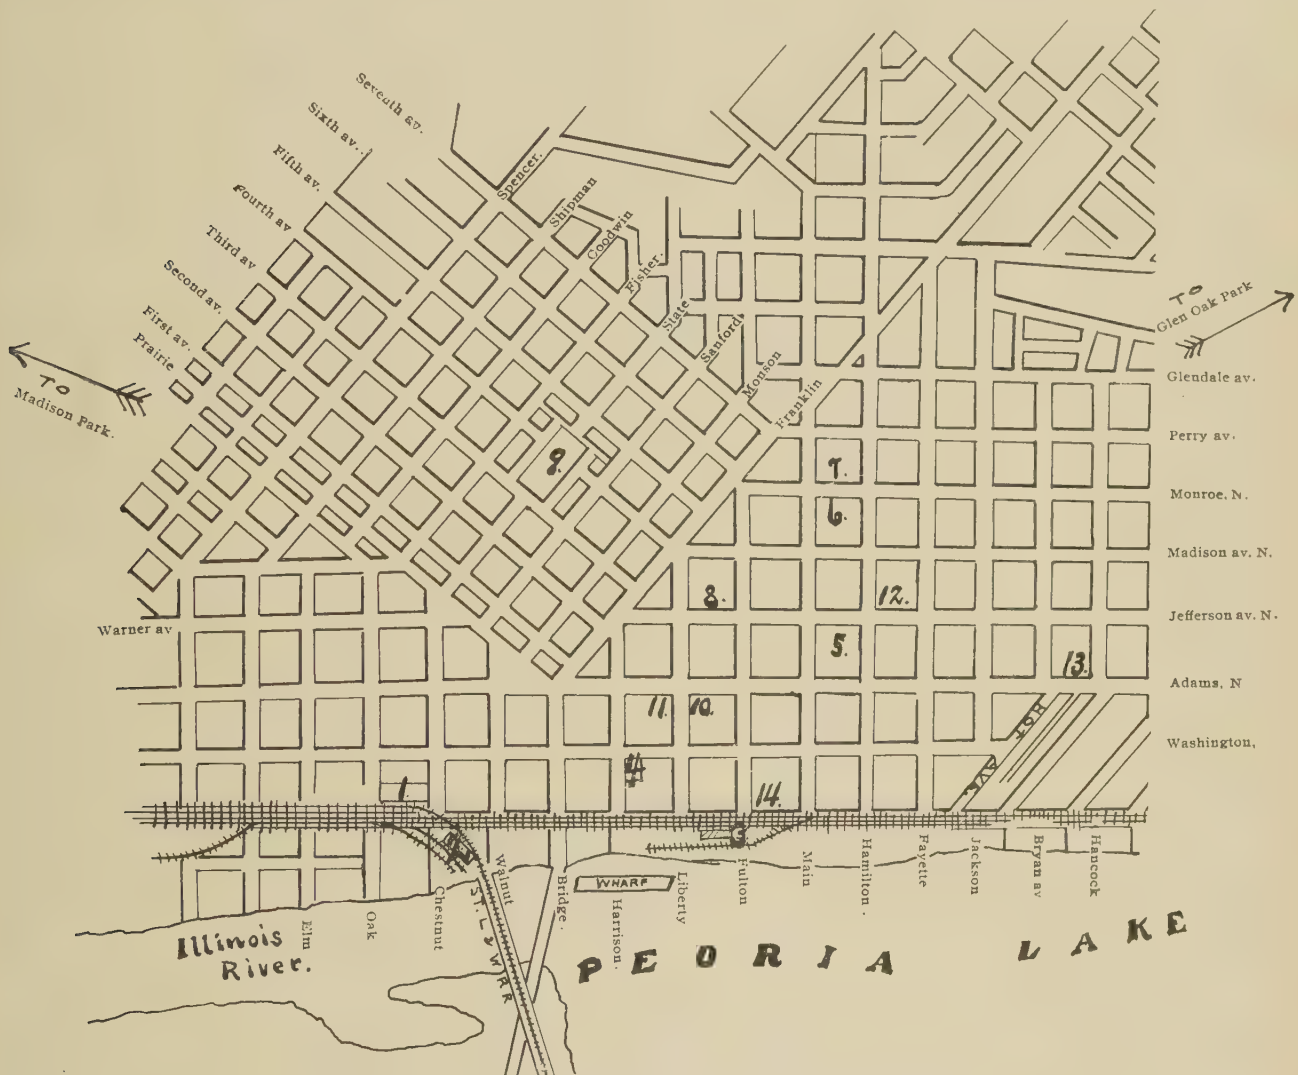 Seventh av.
Sixth av.
Fifth av.
Fourth av
Third av
Second av.
First av.
Prairie
Spencer.
Shipman
Goodwin
Fisher.
State
Sanford
Monson
Franklin
TO
Madison Park.
TO
Glen Oak Park
Glendale av.
Perry av.
Monroe, N.
Madison av. N.
Jefferson av. N.
Adams, N
Washington,
Warner av
9.
7.
6.
8.
12.
5.
13.
11.
10.
4
1
14.
3
AVE
Elm
Oak
Chestnut
Walnut
Bridge.
Harrison.
Liberty
Fulton
Main
Hamilton.
Fayette
Jackson
Bryan av
Hancock
WHARF
Illinois
River.
PEORIA LAKE